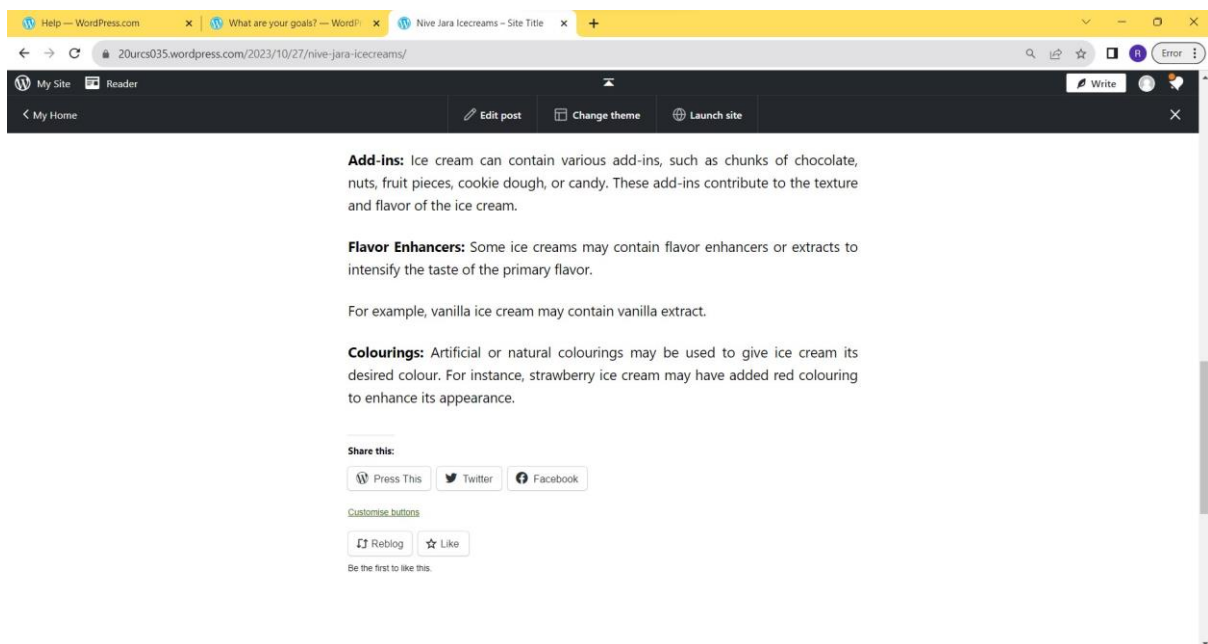 Help — WordPress.com
What are your goals? — WordPr
Nive Jara Icecreams – Site Title
20urcs035.wordpress.com/2023/10/27/nive-jara-icecreams/
R
Error
My Site
Reader
Write
My Home
Edit post
Change theme
Launch site
Add-ins: Ice cream can contain various add-ins, such as chunks of chocolate,
nuts, fruit pieces, cookie dough, or candy. These add-ins contribute to the texture
and flavor of the ice cream.
Flavor Enhancers: Some ice creams may contain flavor enhancers or extracts to
intensify the taste of the primary flavor.
For example, vanilla ice cream may contain vanilla extract.
Colourings: Artificial or natural colourings may be used to give ice cream its
desired colour. For instance, strawberry ice cream may have added red colouring
to enhance its appearance.
Share this:
Press This
Twitter
Facebook
Customise buttons
Reblog
Like
Be the first to like this.